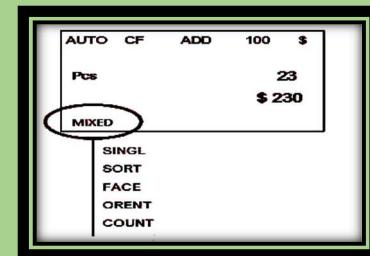 AUTO CF ADD 100 $
Pcs 23
$ 230
MIXED
SINGL
SORT
FACE
ORENT
COUNT